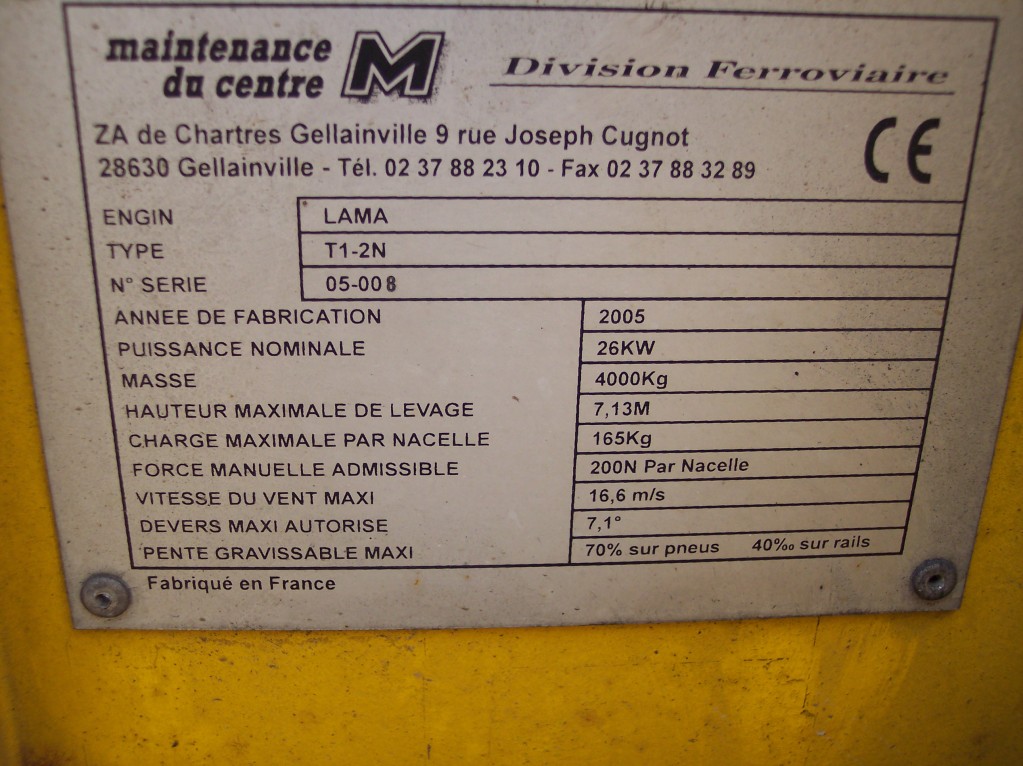 maintenance du centre M Division Ferroviaire
ZA de Chartres Gellainville 9 rue Joseph Cugnot
28630 Gellainville - Tél. 02 37 88 23 10 - Fax 02 37 88 32 89
CE
ENGIN LAMA
TYPE T1-2N
N° SERIE 05-008
ANNEE DE FABRICATION 2005
PUISSANCE NOMINALE 26KW
MASSE 4000Kg
HAUTEUR MAXIMALE DE LEVAGE 7,13M
CHARGE MAXIMALE PAR NACELLE 165Kg
FORCE MANUELLE ADMISSIBLE 200N Par Nacelle
VITESSE DU VENT MAXI 16,6 m/s
DEVERS MAXI AUTORISE 7,1°
PENTE GRAVISSABLE MAXI 70% sur pneus 40‰ sur rails
Fabriqué en France